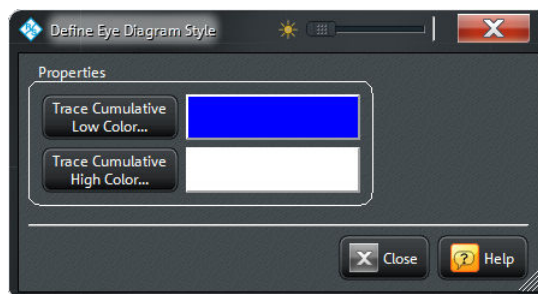 Define Eye Diagram Style
X
Properties
Trace Cumulative
Low Color...
Trace Cumulative
High Color...
X Close
? Help